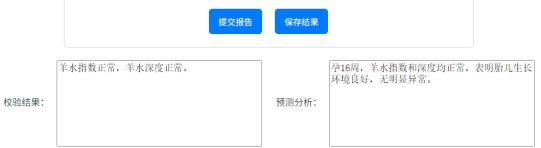 提交报告 保存结果
校验结果： 羊水指数正常，羊水深度正常。
预测分析： 孕16周，羊水指数和深度均正常，表明胎儿生长
环境良好，无明显异常。